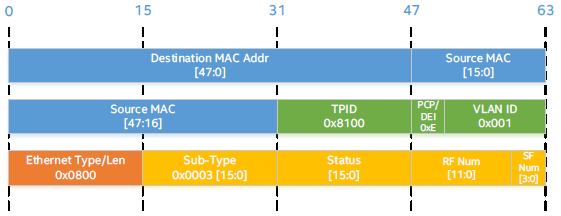 0 15 31 47 63
Destination MAC Addr
[47:0]
Source MAC
[15:0]
Source MAC
[47:16]
TPID
0x8100
PCP/
DEI
0xE
VLAN ID
0x001
Ethernet Type/Len
0x0800
Sub-Type
0x0003 [15:0]
Status
[15:0]
RF Num
[11:0]
SF
Num
[3:0]